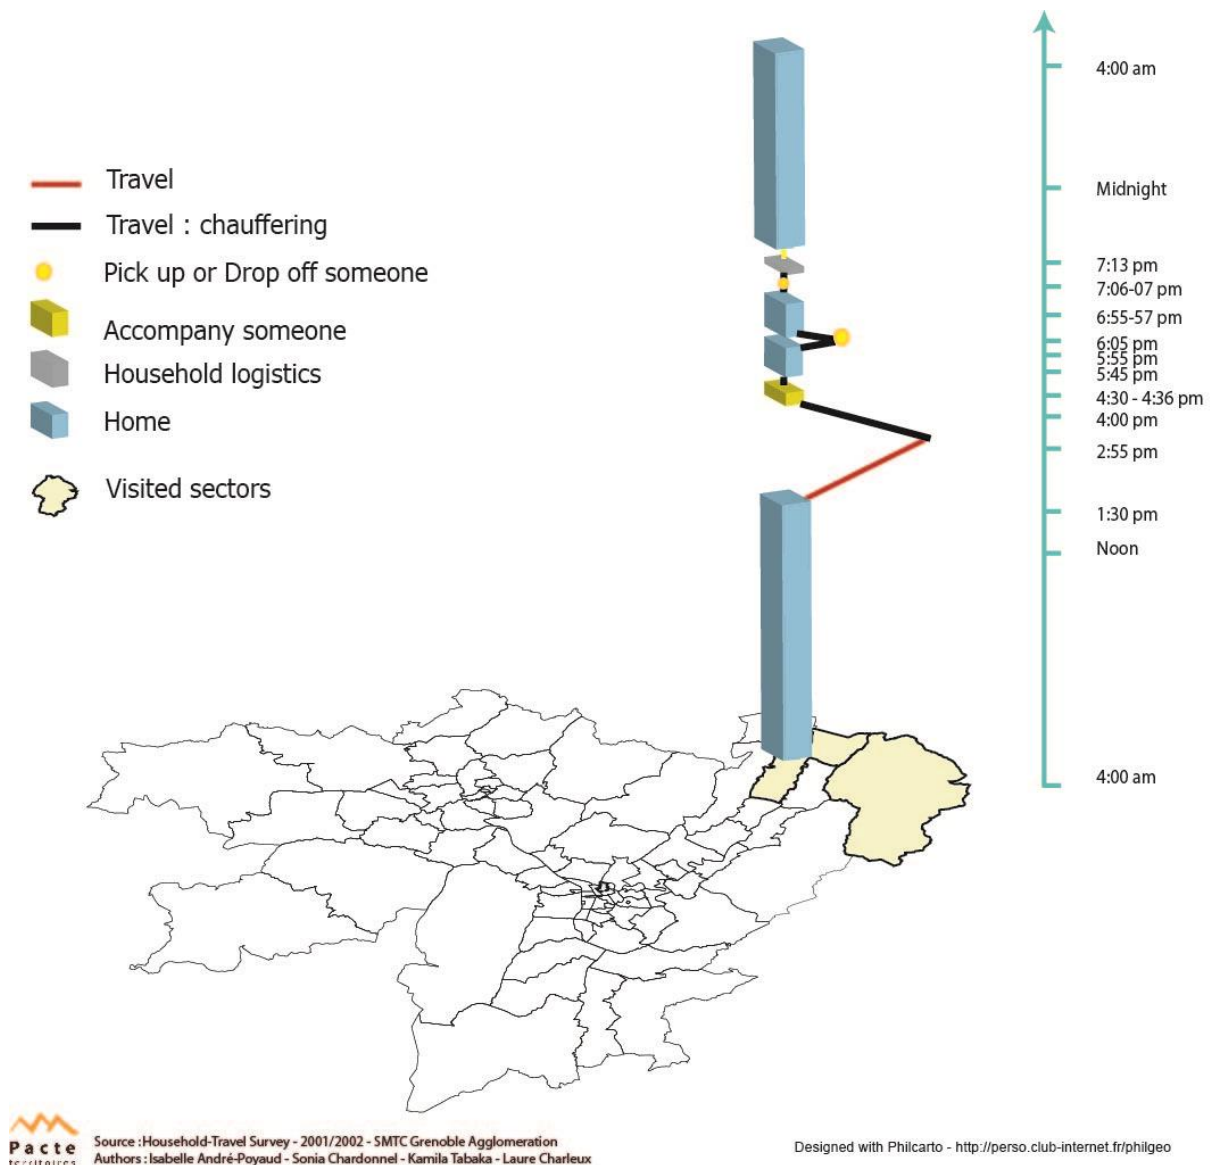 Travel
Travel : chauffering
Pick up or Drop off someone
Accompany someone
Household logistics
Home
Visited sectors
4:00 am
Midnight
7:13 pm
7:06-07 pm
6:55-57 pm
6:05 pm
5:55 pm
5:45 pm
4:30 - 4:36 pm
4:00 pm
2:55 pm
1:30 pm
Noon
4:00 am
Pacte
territoires
Source : Household-Travel Survey - 2001/2002 - SMTC Grenoble Agglomeration
Authors : Isabelle André-Poyaud - Sonia Chardonnel - Kamila Tabaka - Laure Charleux
Designed with Philcarto - http://perso.club-internet.fr/philgeo